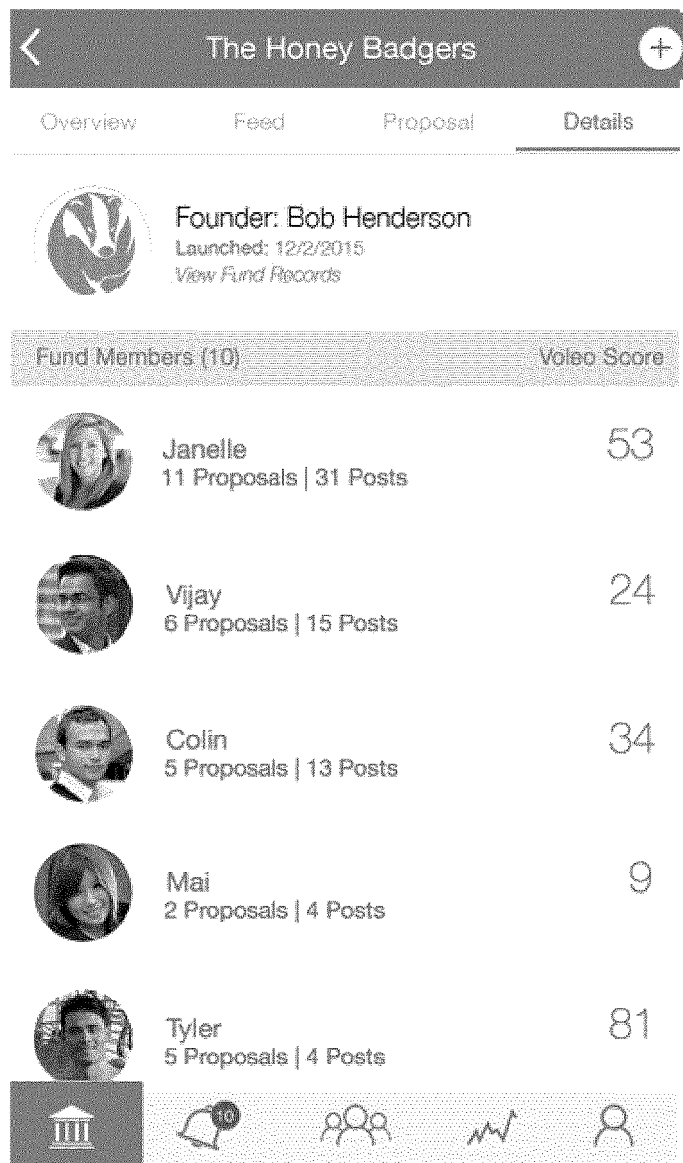 The Honey Badgers
Overview Feed Proposal Details
Founder: Bob Henderson
Launched: 12/2/2015
View Fund Records
Fund Members (10) Voleo Score
Janelle 53
11 Proposals | 31 Posts
Vijay 24
6 Proposals | 15 Posts
Colin 34
5 Proposals | 13 Posts
Mai 9
2 Proposals | 4 Posts
Tyler 81
5 Proposals | 4 Posts
10